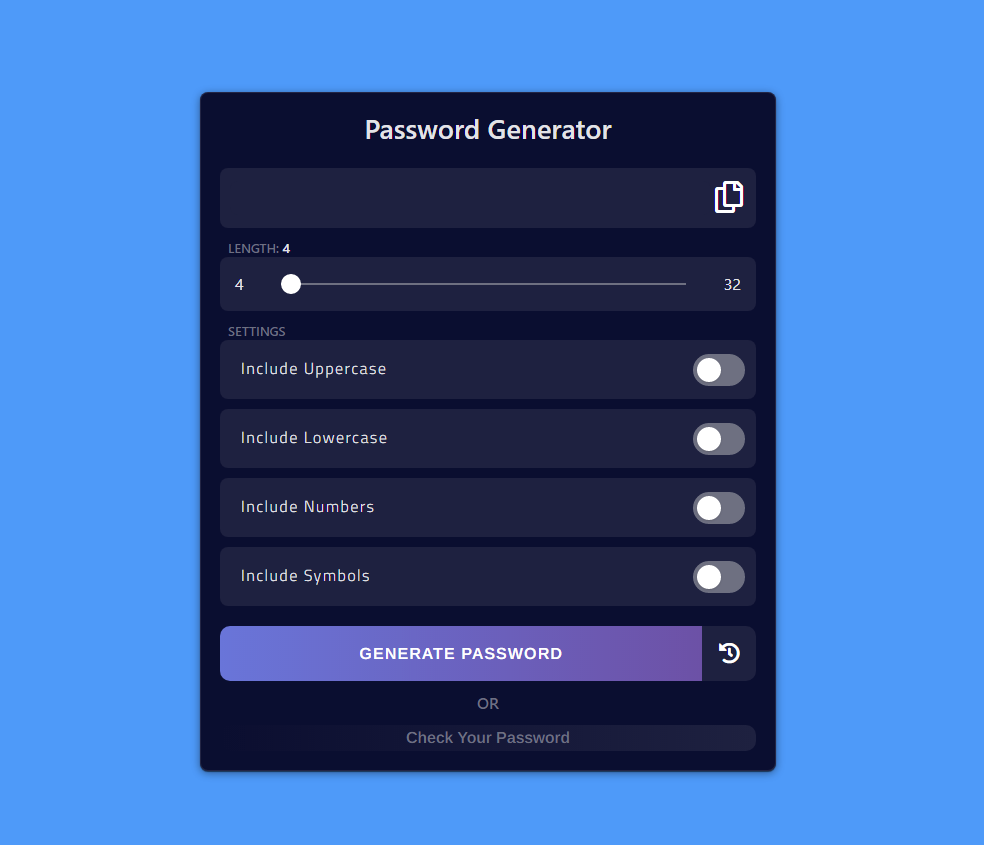 Password Generator
LENGTH: 4
4 32
SETTINGS
Include Uppercase
Include Lowercase
Include Numbers
Include Symbols
GENERATE PASSWORD
OR
Check Your Password